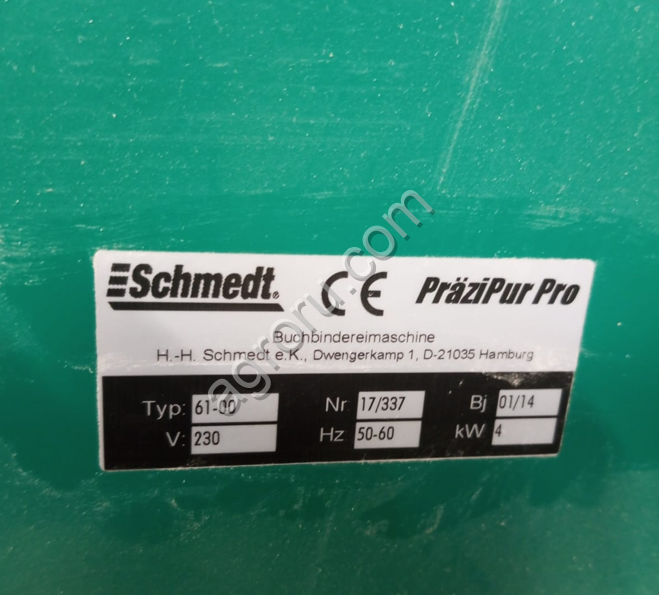 Schmedt® CE PräziPur Pro
Buchbindereimaschine
H.-H. Schmedt e.K., Dwengerkamp 1, D-21035 Hamburg
Typ: 61-00 Nr 17/337 Bj 01/14
V: 230 Hz 50-60 kW 4
agroru.com